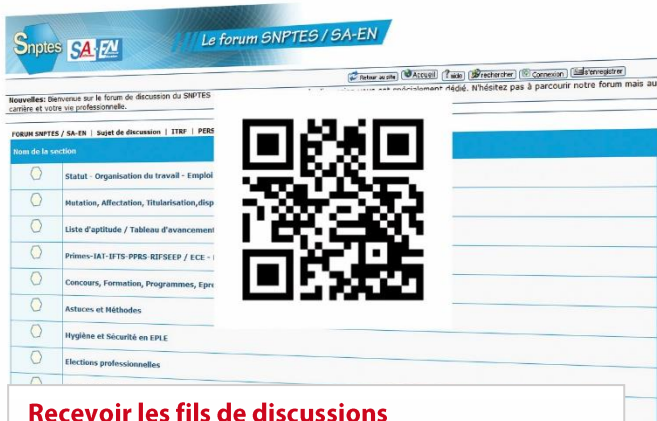 Snptes SA-EN
Le forum SNPTES / SA-EN
Retour au site Accueil Aide Rechercher Connexion S'enregistrer
Nouvelles: Bienvenue sur le forum de discussion du SNPTES vous est spécialement dédié. N'hésitez pas à parcourir notre forum mais au
carrière et votre vie professionnelle.
FORUM SNPTES / SA-EN | Sujet de discussion | ITRF | PERS
Nom de la section
Statut - Organisation du travail - Emploi
Mutation, Affectation, Titularisation,disp
Liste d'aptitude / Tableau d'avancement
Primes-IAT-IFTS-PPRS-RIFSEEP / ECE -
Concours, Formation, Programmes, Epre
Astuces et Méthodes
Hygiène et Sécurité en EPLE
Elections professionnelles
Recevoir les fils de discussions